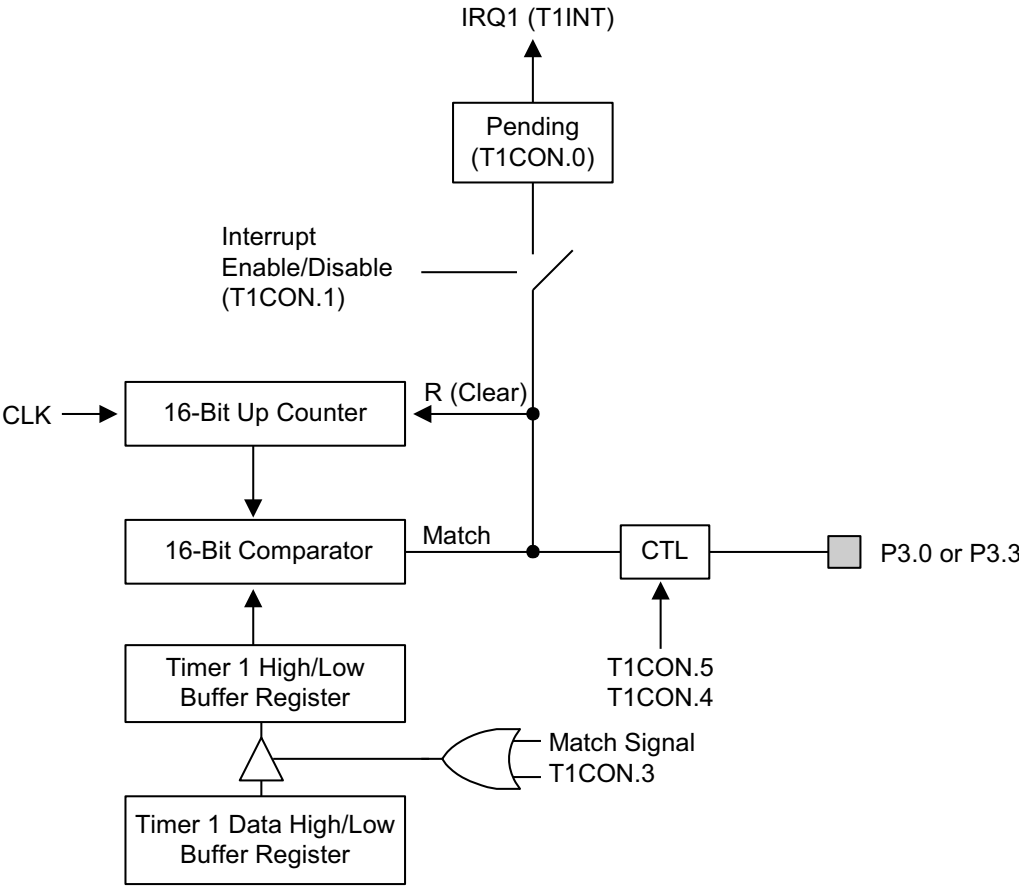 IRQ1 (T1INT)
Pending
(T1CON.0)
Interrupt
Enable/Disable
(T1CON.1)
R (Clear)
CLK
16-Bit Up Counter
16-Bit Comparator
Match
CTL
P3.0 or P3.3
Timer 1 High/Low
Buffer Register
T1CON.5
T1CON.4
Match Signal
T1CON.3
Timer 1 Data High/Low
Buffer Register